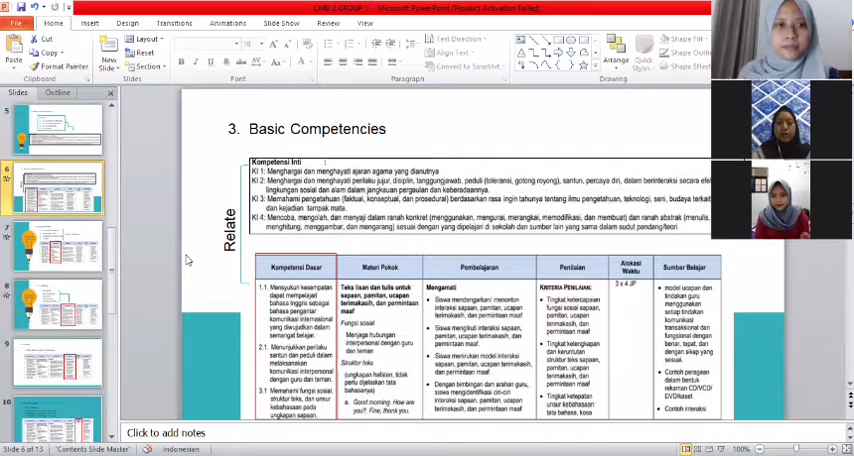 CMD 2 GROUP 1 - Microsoft PowerPoint (Product Activation Failed)
File Home Insert Design Transitions Animations Slide Show Review View
Cut
Copy
Format Painter
Paste
Clipboard
New Slide
Layout
Reset
Section
Slides
Font
Paragraph
Text Direction
Align Text
Convert to SmartArt
Arrange
Quick Styles
Shape Fill
Shape
Shape Effects
Drawing
Slides Outline
5
6
7
8
9
10
3. Basic Competencies
Relate
Kompetensi Inti :
KI 1: Menghargai dan menghayati ajaran agama yang dianutnya
KI 2: Menghargai dan menghayati perilaku jujur, disiplin, tanggungjawab, peduli (toleransi, gotong royong), santun, percaya diri, dalam berinteraksi secara
lingkungan sosial dan alam dalam jangkauan pergaulan dan keberadaannya.
KI 3: Memahami pengetahuan (faktual, konseptual, dan prosedural) berdasarkan rasa ingin tahunya tentang ilmu pengetahuan, teknologi, seni, budaya
dan kejadian tampak mata.
KI 4: Mencoba, mengolah, dan menyaji dalam ranah konkret (menggunakan, mengurai, merangkai, memodifikasi, dan membuat) dan ranah abstrak (menulis,
menghitung, menggambar, dan mengarang) sesuai dengan yang dipelajari di sekolah dan sumber lain yang sama dalam sudut pandang/teori.
Kompetensi Dasar
1.1. Mensyukuri kesempatan
dapat mempelajari
bahasa Inggris sebagai
bahasa pengantar
komunikasi internasional
yang diwujudkan dalam
semangat belajar.
2.1. Menunjukkan perilaku
santun dan peduli dalam
melaksanakan
komunikasi interpersonal
dengan guru dan teman.
3.1 Memahami fungsi sosial,
struktur teks, dan unsur
kebahasaan pada
ungkapan sapaan,
Materi Pokok
Teks lisan dan tulis untuk
sapaan, pamitan, ucapan
terimakasih, dan permintaan
maaf
Fungsi sosial
Menjaga hubungan
interpersonal dengan guru
dan teman
Struktur teks
(ungkapan hafalan, tidak
perlu dijelaskan tata
bahasanya)
a. Good morning. How are
you? Fine, thank you.
Pembelajaran
Mengamati
• Siswa mendengarkan/ menonton
interaksi sapaan, pamitan, ucapan
terimakasih, dan permintaan maaf
• Siswa mengikuti interaksi sapaan,
pamitan, ucapan terimakasih, dan
permintaan maaf
• Siswa menirukan model interaksi
sapaan, pamitan, ucapan terimakasih,
dan permintaan maaf
• Dengan bimbingan dan arahan guru,
siswa mengidentifikasi ciri-ciri
interaksi sapaan, pamitan, ucapan
terimakasih, dan permintaan maaf
Penilaian
KRITERIA PENILAIAN:
• Tingkat ketercapaian
fungsi sosial sapaan,
pamitan, ucapan
terimakasih, dan
permintaan maaf
• Tingkat kelengkapan
dan keruntutan
struktur teks sapaan,
pamitan, ucapan
terimakasih, dan
permintaan maaf
• Tingkat ketepatan
unsur kebahasaan:
tata bahasa, kosa
Alokasi
Waktu
3 x 4 JP
Sumber Belajar
• model ucapan dan
tindakan guru
menggunakan
setiap tindakan
komunikasi
transaksional dan
fungsional dengan
benar, tepat, dan
dengan sikap yang
sesuai.
• Contoh peragaan
dalam bentuk
rekaman CD/VCD/
DVD/kaset
• Contoh interaksi
Click to add notes
Slide 6 of 13 "Contents Slide Master" Indonesian 100%